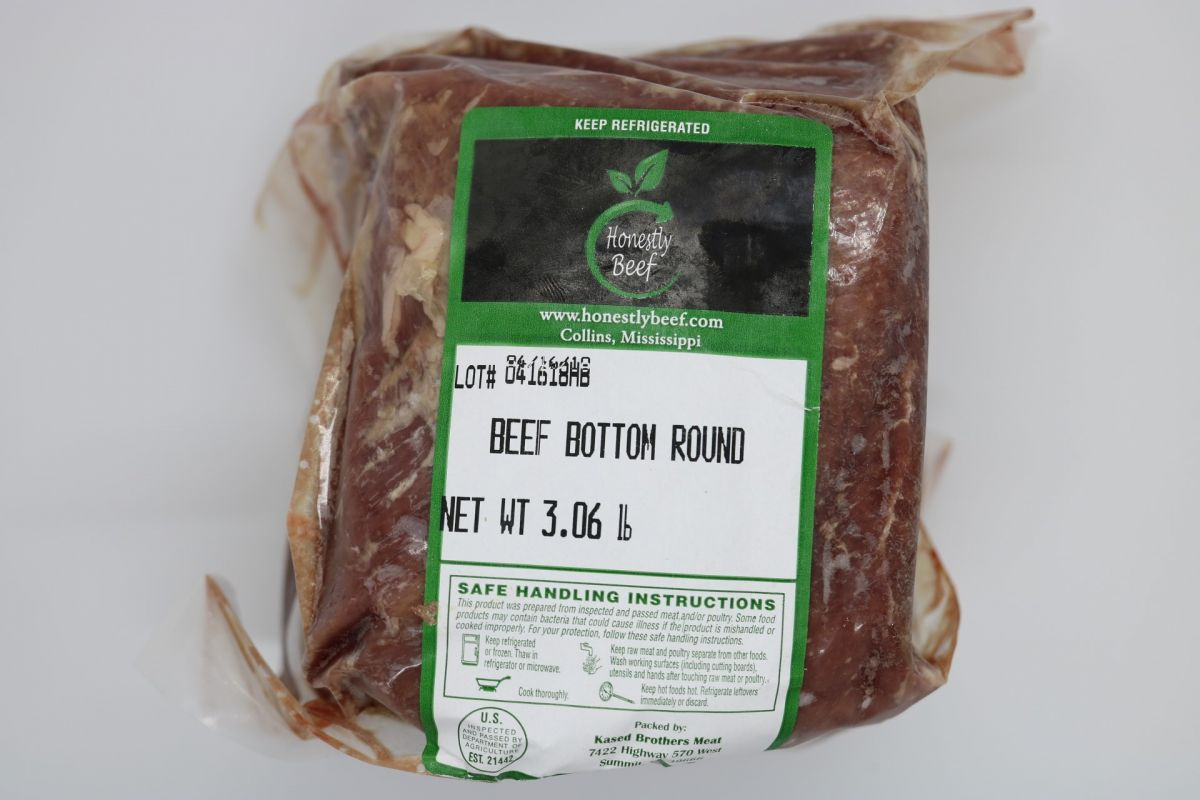 KEEP REFRIGERATED
Honestly
Beef
www.honestlybeef.com
Collins, Mississippi
LOT# 041618HB
BEEF BOTTOM ROUND
NET WT 3.06 lb
SAFE HANDLING INSTRUCTIONS
This product was prepared from inspected and passed meat and/or poultry. Some food
products may contain bacteria that could cause illness if the product is mishandled or
cooked improperly. For your protection, follow these safe handling instructions.
Keep refrigerated
or frozen. Thaw in
refrigerator or microwave.
Keep raw meat and poultry separate from other foods.
Wash working surfaces (including cutting boards),
utensils and hands after touching raw meat or poultry.
Cook thoroughly.
Keep hot foods hot. Refrigerate leftovers
immediately or discard.
U.S.
INSPECTED
AND PASSED BY
DEPARTMENT OF
AGRICULTURE
EST. 21442
Packed by:
Kased Brothers Meat
7422 Highway 570 West